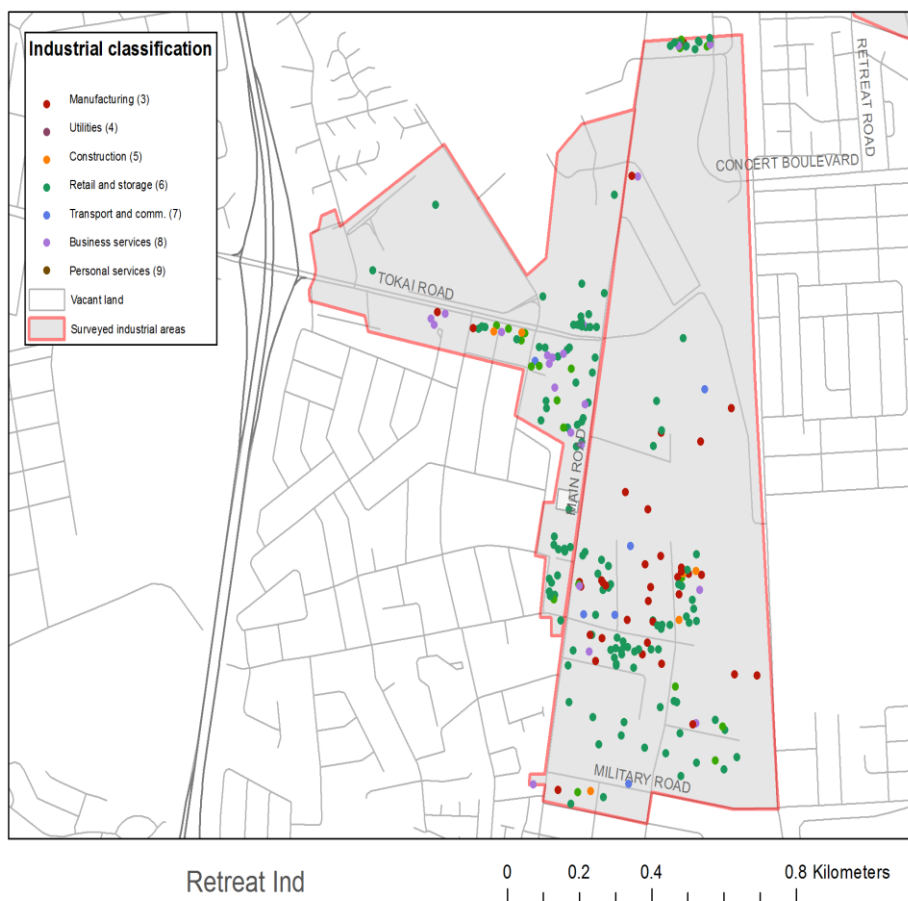 Industrial classification
Manufacturing (3)
Utilities (4)
Construction (5)
Retail and storage (6)
Transport and comm. (7)
Business services (8)
Personal services (9)
Vacant land
Surveyed industrial areas
RETREAT ROAD
CONCERT BOULEVARD
TOKAI ROAD
MAIN ROAD
MILITARY ROAD
Retreat Ind
0 0.2 0.4 0.8 Kilometers